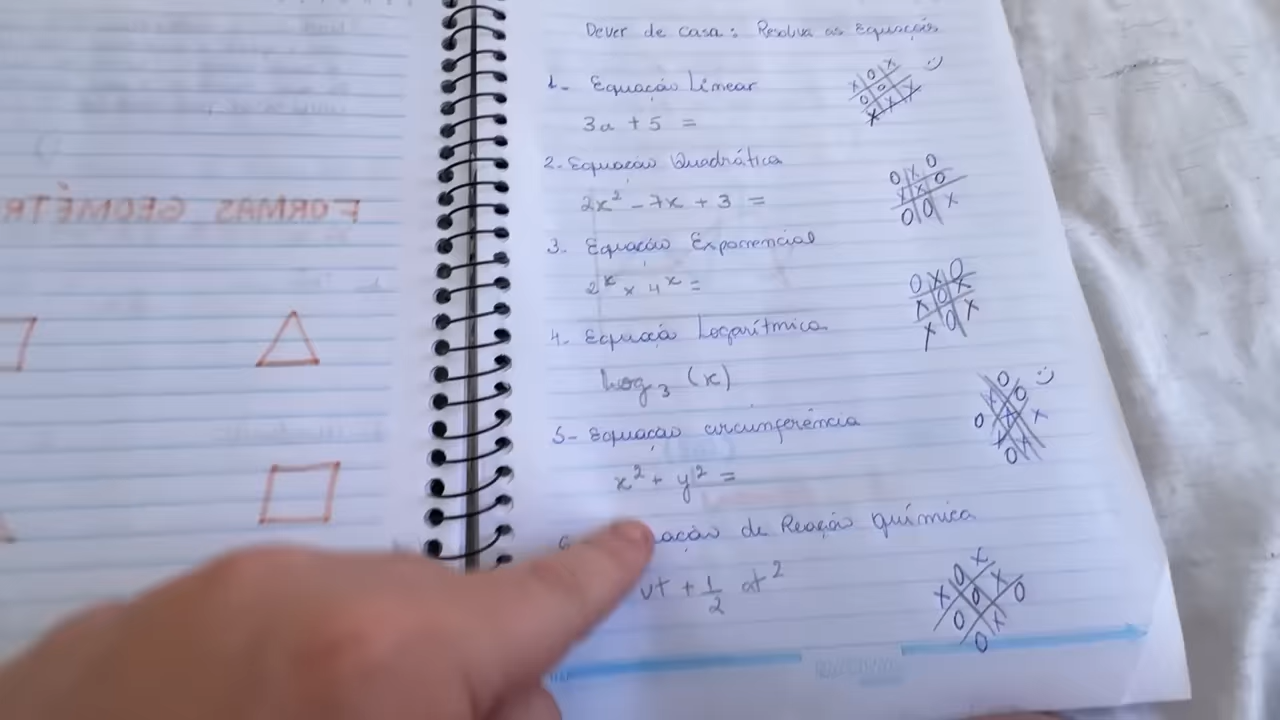 FORMAS GEOMÉTR
Dever de casa: Resolva as Equações
1- Equação Linear
3a + 5 =
2. Equação Quadrática
2x² - 7x + 3 =
3. Equação Exponencial
2ˣ × 4ˣ =
4. Equação Logarítmica
Log₃ (x)
5- Equação circunferência
x² + y² =
6 ação de Reação química
vt + 1/2 at²